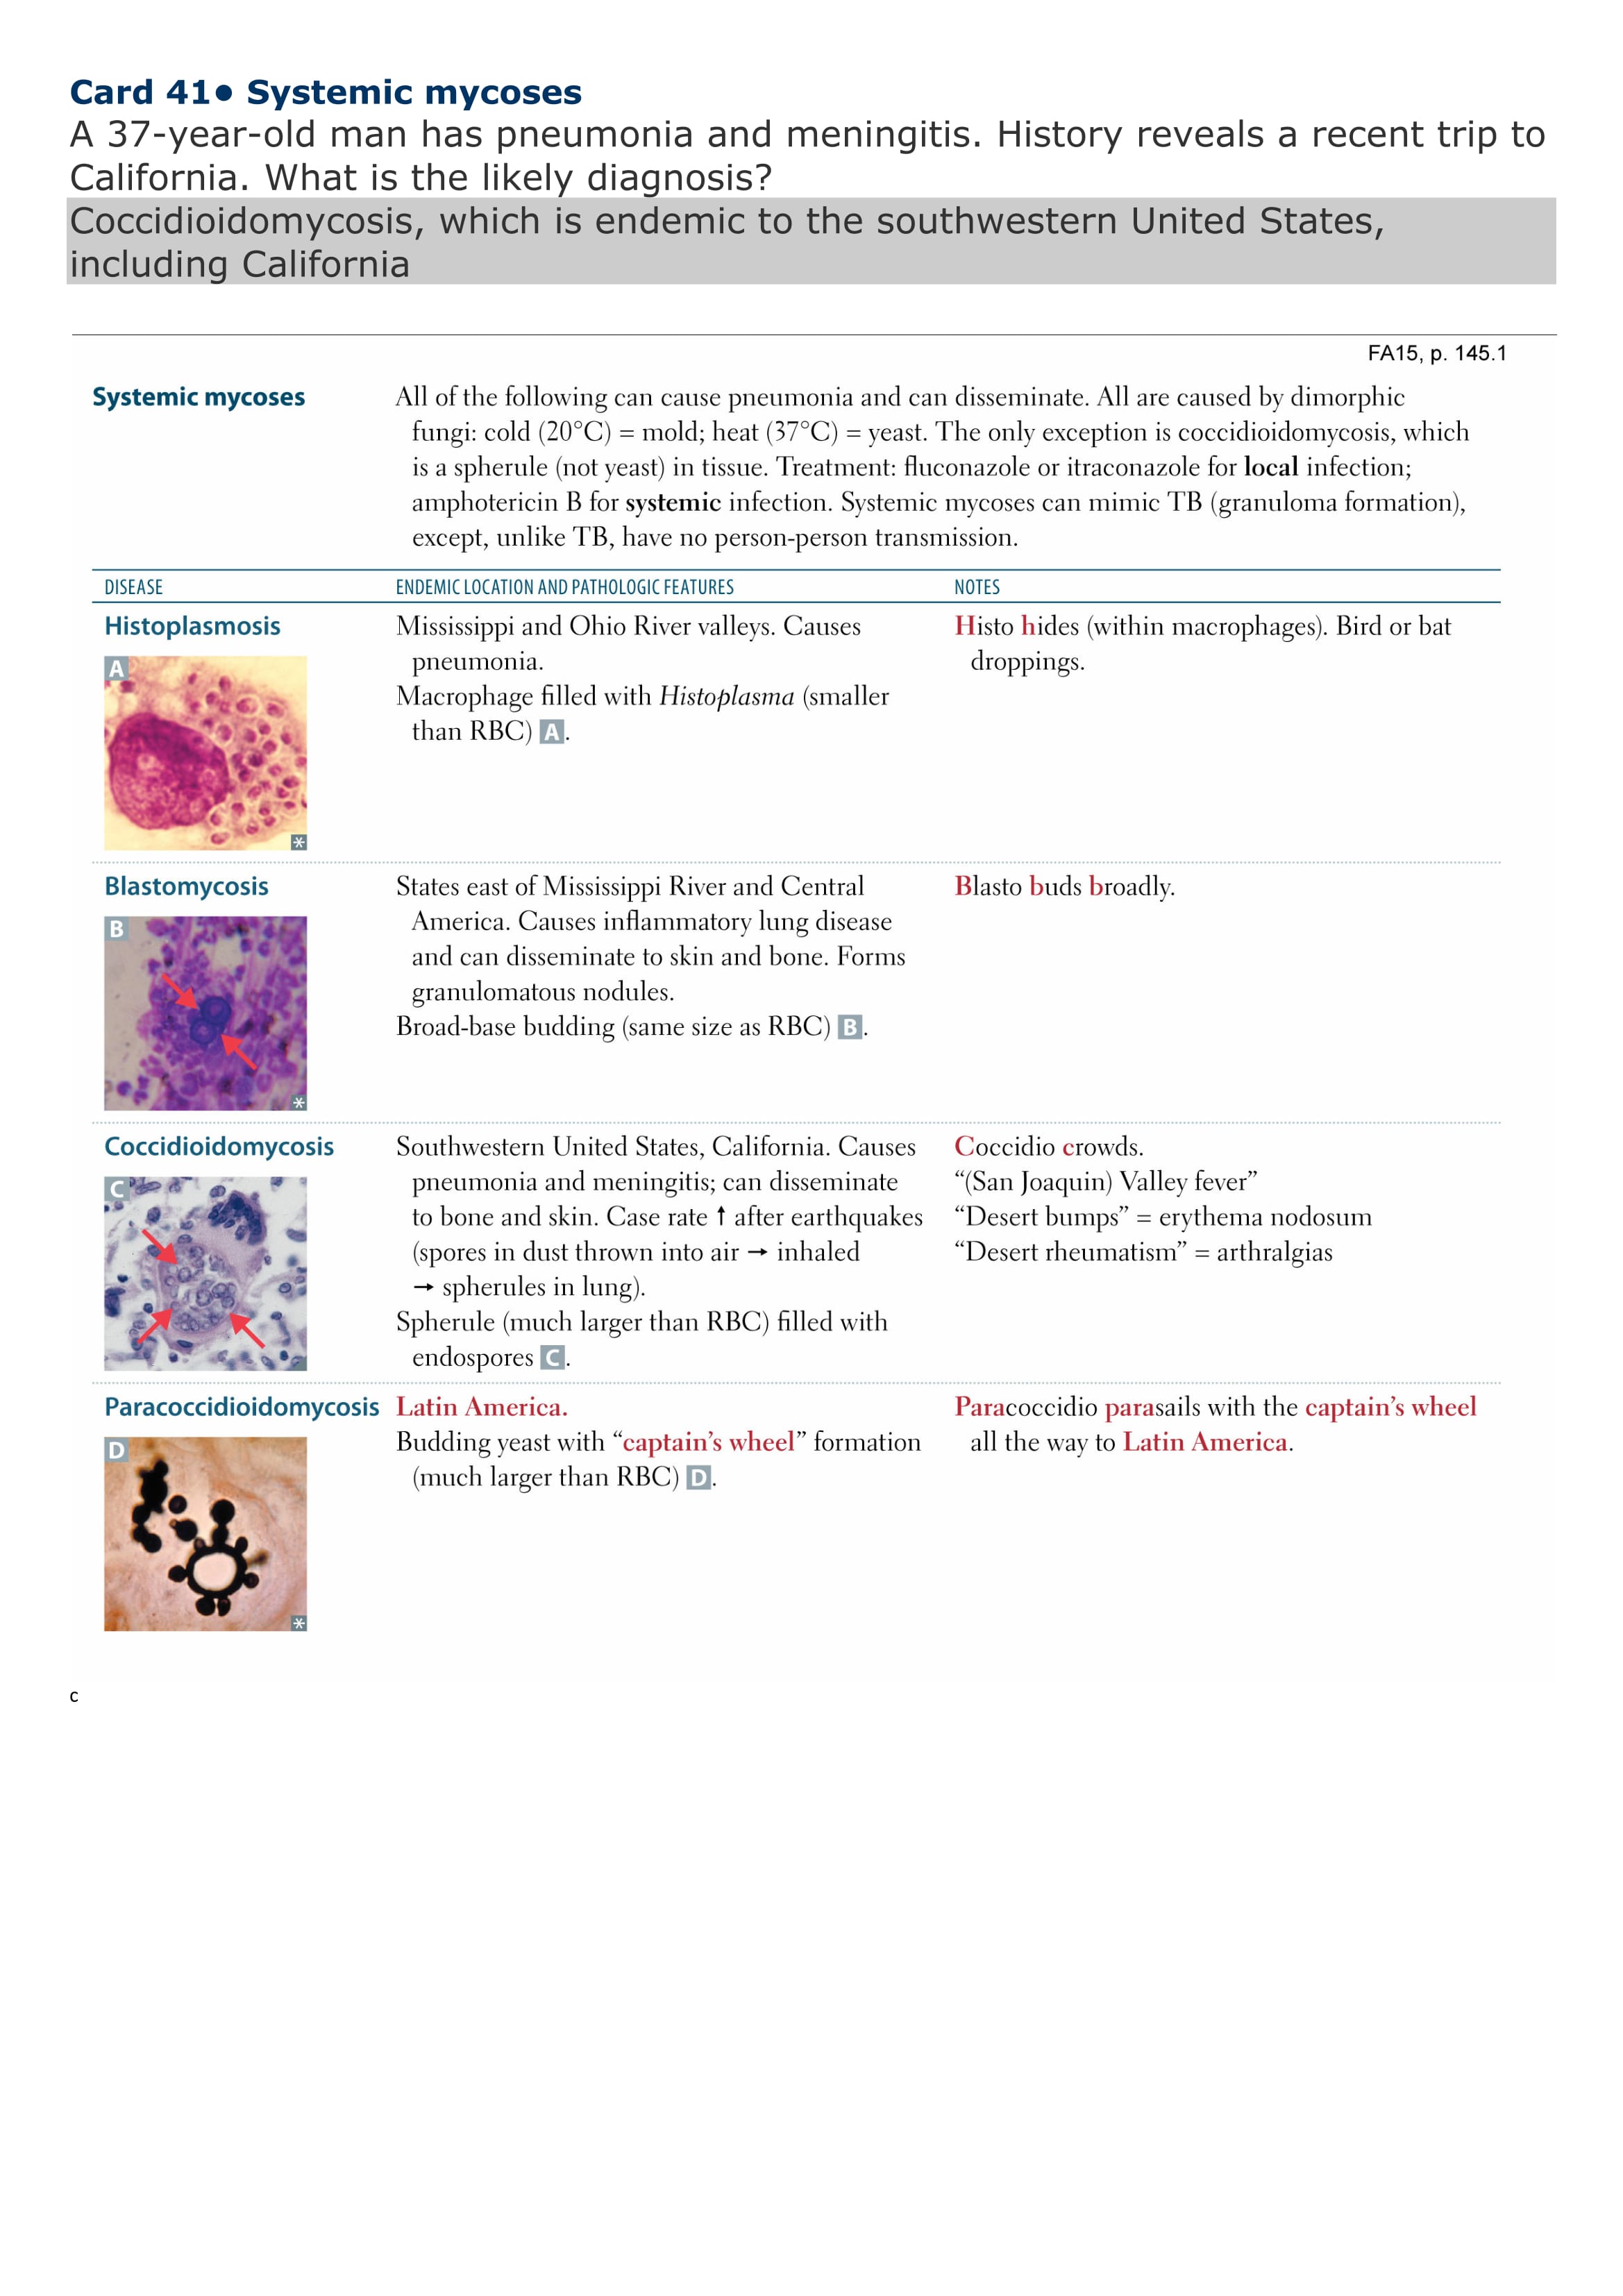 Card 41● Systemic mycoses
A 37-year-old man has pneumonia and meningitis. History reveals a recent trip to
California. What is the likely diagnosis?
Coccidioidomycosis, which is endemic to the southwestern United States,
including California
FA15, p. 145.1
Systemic mycoses
All of the following can cause pneumonia and can disseminate. All are caused by dimorphic
fungi: cold (20°C) = mold; heat (37°C) = yeast. The only exception is coccidioidomycosis, which
is a spherule (not yeast) in tissue. Treatment: fluconazole or itraconazole for local infection;
amphotericin B for systemic infection. Systemic mycoses can mimic TB (granuloma formation),
except, unlike TB, have no person-person transmission.
DISEASE
ENDEMIC LOCATION AND PATHOLOGIC FEATURES
NOTES
Histoplasmosis
A
*
Mississippi and Ohio River valleys. Causes
pneumonia.
Macrophage filled with Histoplasma (smaller
than RBC) A.
Histo hides (within macrophages). Bird or bat
droppings.
Blastomycosis
B
*
States east of Mississippi River and Central
America. Causes inflammatory lung disease
and can disseminate to skin and bone. Forms
granulomatous nodules.
Broad-base budding (same size as RBC) B.
Blasto buds broadly.
Coccidioidomycosis
C
Southwestern United States, California. Causes
pneumonia and meningitis; can disseminate
to bone and skin. Case rate ↑ after earthquakes
(spores in dust thrown into air → inhaled
→ spherules in lung).
Spherule (much larger than RBC) filled with
endospores C.
Coccidio crowds.
“(San Joaquin) Valley fever”
“Desert bumps” = erythema nodosum
“Desert rheumatism” = arthralgias
Paracoccidioidomycosis
D
*
Latin America.
Budding yeast with “captain’s wheel” formation
(much larger than RBC) D.
Paracoccidio parasails with the captain’s wheel
all the way to Latin America.
c